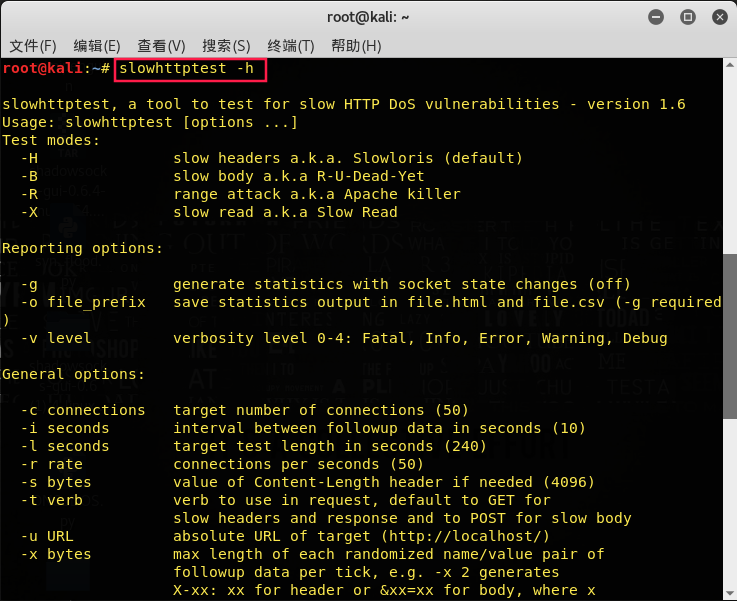 root@kali: ~
文件(F) 编辑(E) 查看(V) 搜索(S) 终端(T) 帮助(H)
root@kali:~# slowhttptest -h
slowhttptest, a tool to test for slow HTTP DoS vulnerabilities - version 1.6
Usage: slowhttptest [options ...]
Test modes:
-H slow headers a.k.a. Slowloris (default)
-B slow body a.k.a R-U-Dead-Yet
-R range attack a.k.a Apache killer
-X slow read a.k.a Slow Read
Reporting options:
-g generate statistics with socket state changes (off)
-o file_prefix save statistics output in file.html and file.csv (-g required
)
-v level verbosity level 0-4: Fatal, Info, Error, Warning, Debug
General options:
-c connections target number of connections (50)
-i seconds interval between followup data in seconds (10)
-l seconds target test length in seconds (240)
-r rate connections per seconds (50)
-s bytes value of Content-Length header if needed (4096)
-t verb verb to use in request, default to GET for
slow headers and response and to POST for slow body
-u URL absolute URL of target (http://localhost/)
-x bytes max length of each randomized name/value pair of
followup data per tick, e.g. -x 2 generates
X-xx: xx for header or &xx=xx for body, where x